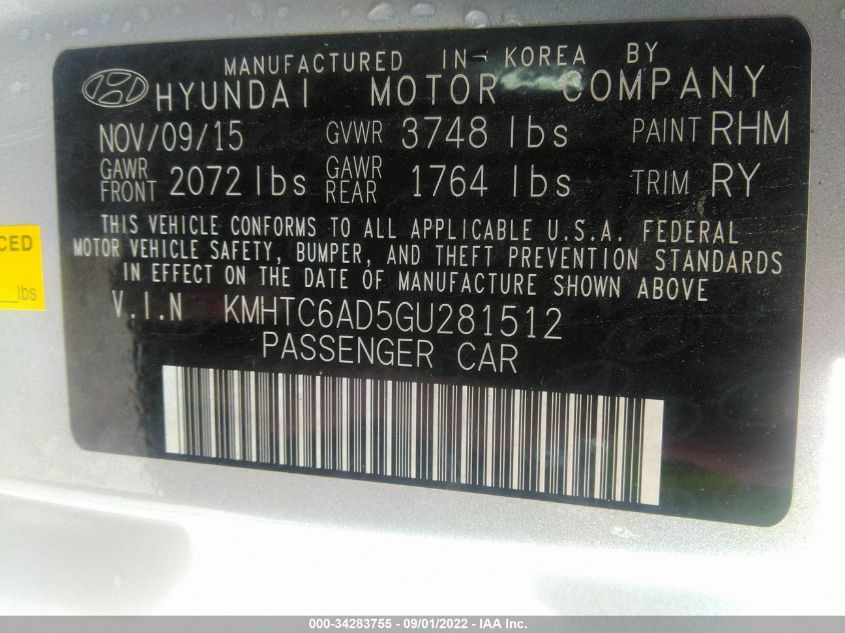 MANUFACTURED IN KOREA BY
HYUNDAI MOTOR COMPANY
NOV/09/15 GVWR 3748 lbs PAINT RHM
GAWR FRONT 2072 lbs GAWR REAR 1764 lbs TRIM RY
THIS VEHICLE CONFORMS TO ALL APPLICABLE U.S.A. FEDERAL
MOTOR VEHICLE SAFETY, BUMPER, AND THEFT PREVENTION STANDARDS
IN EFFECT ON THE DATE OF MANUFACTURE SHOWN ABOVE
V.I.N KMHTC6AD5GU281512
PASSENGER CAR
CED
lbs
000-34283755 - 09/01/2022 - IAA Inc.